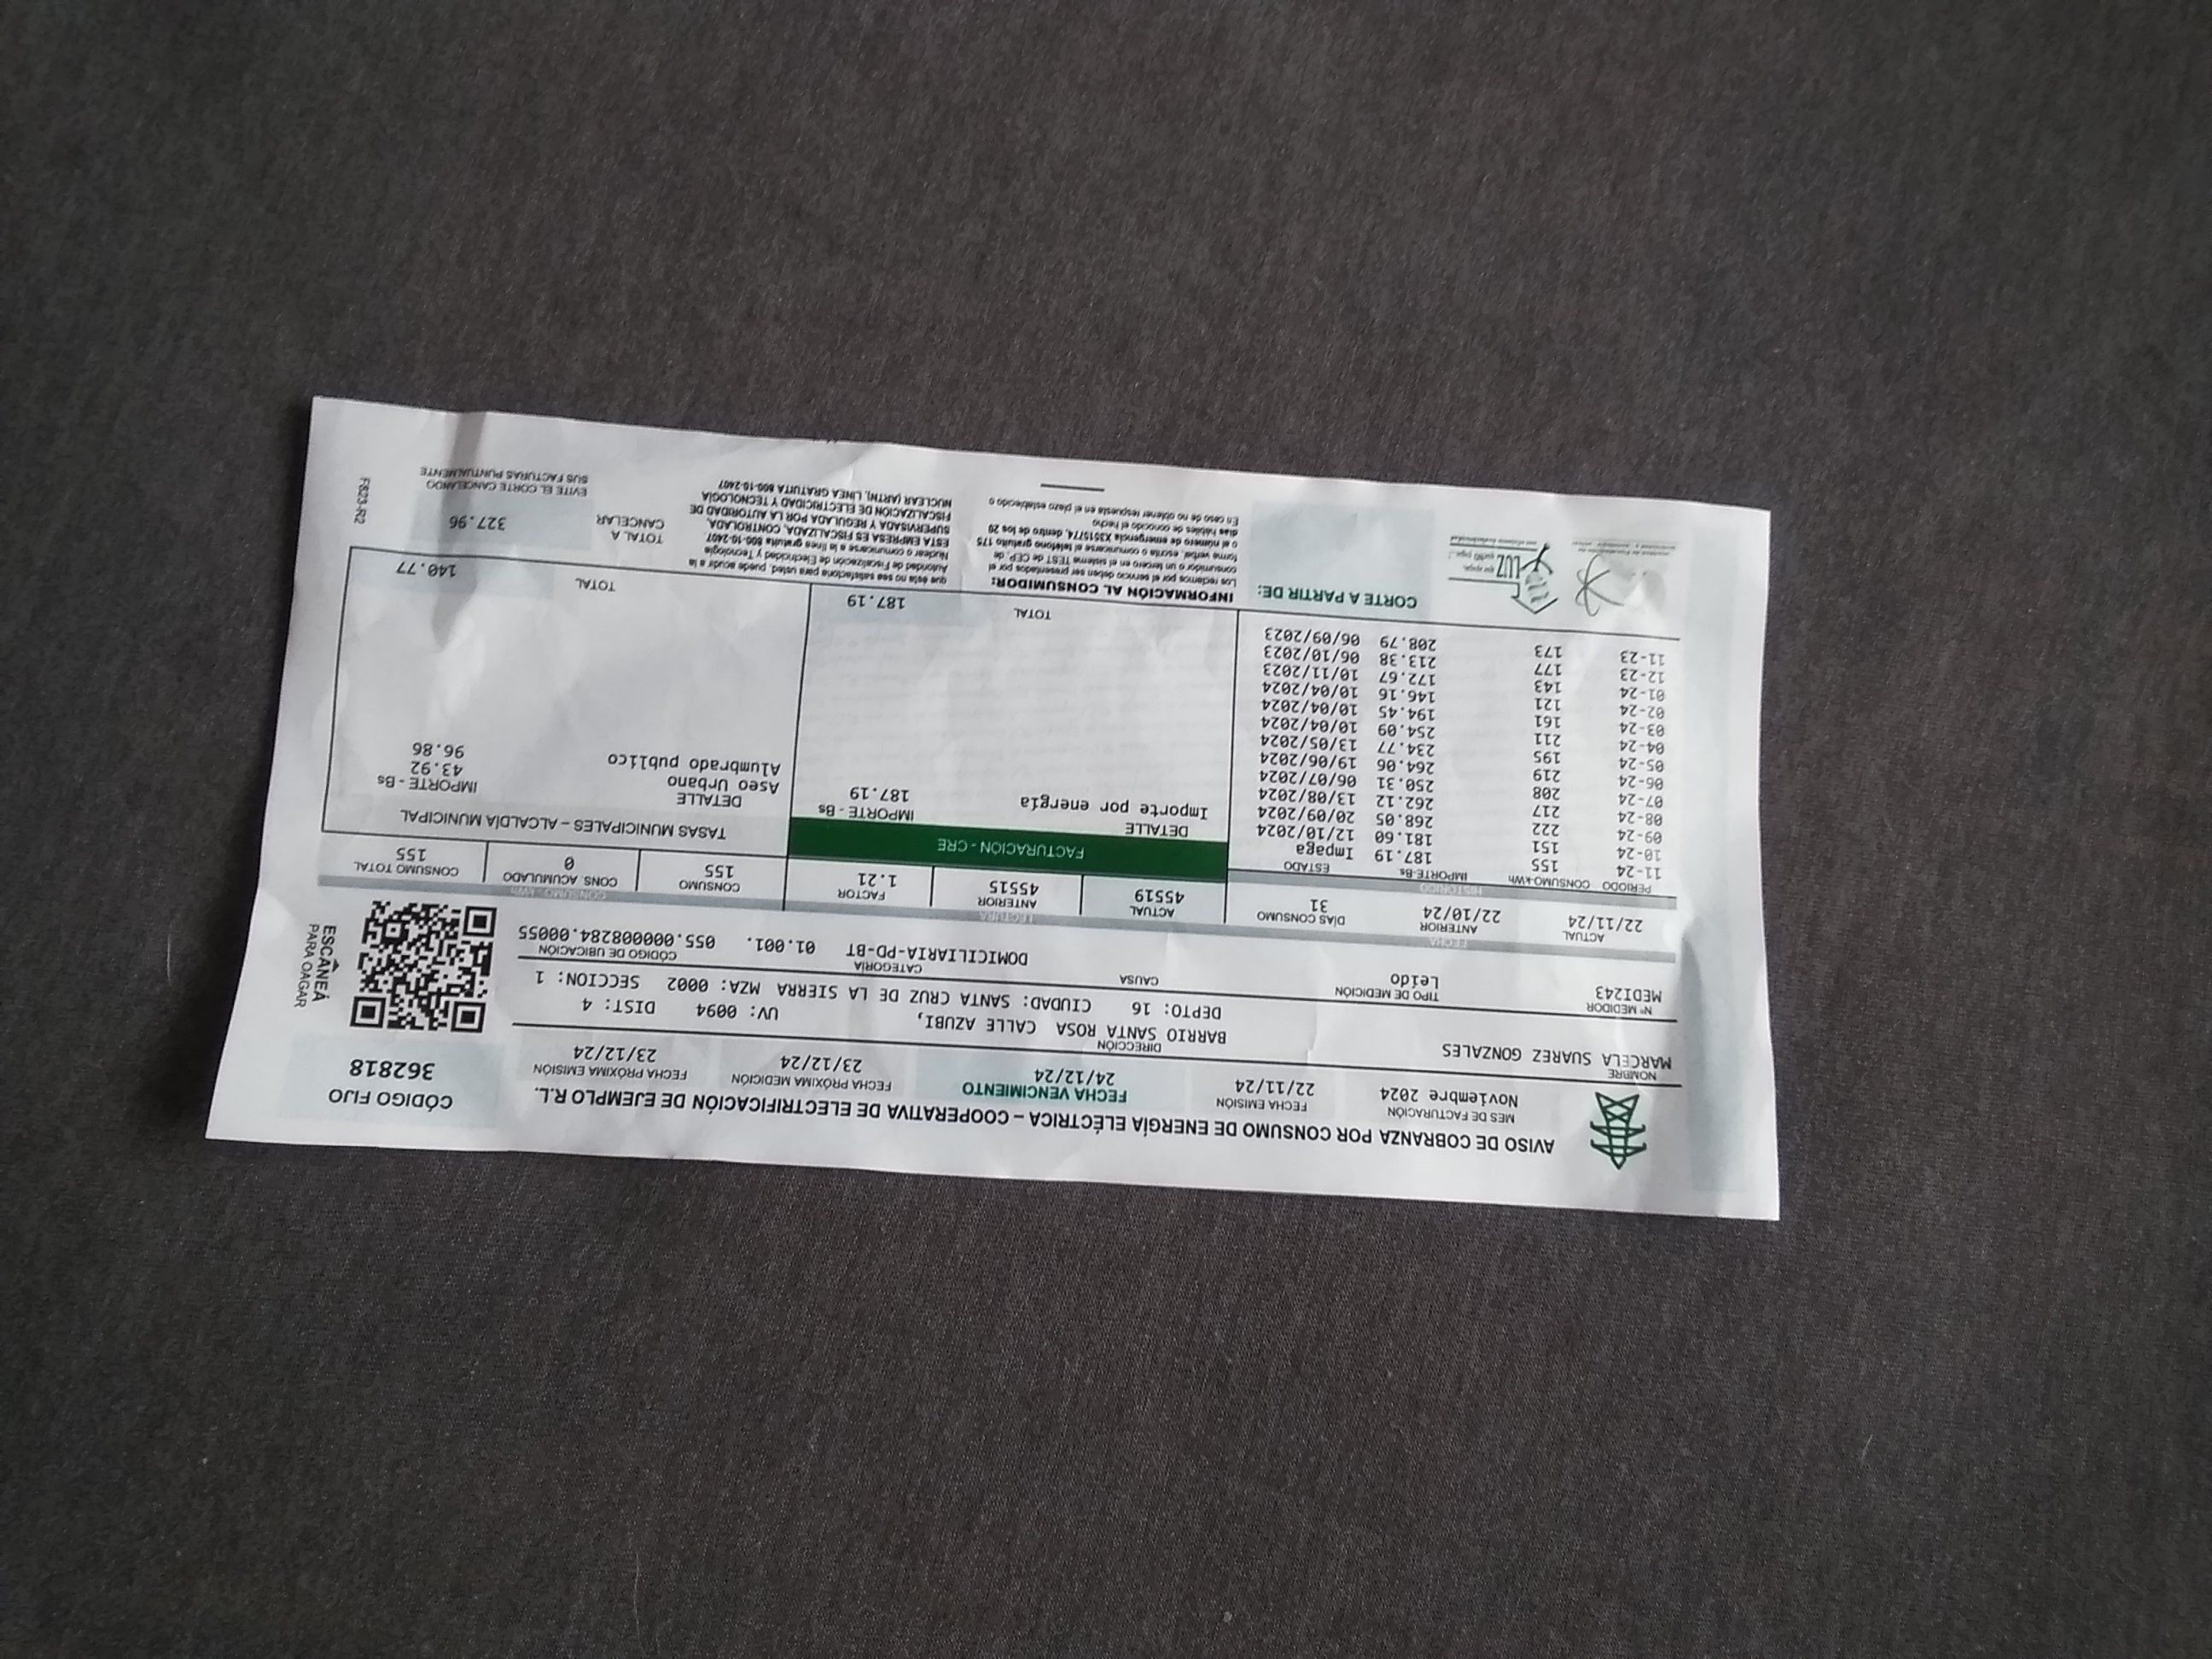 AVISO DE COBRANZA POR CONSUMO DE ENERGÍA ELÉCTRICA – COOPERATIVA DE ELECTRIFICACIÓN DE EJEMPLO R.L.
CÓDIGO FIJO
362818
MES DE FACTURACIÓN
Noviembre 2024
FECHA EMISIÓN
22/11/24
FECHA VENCIMIENTO
24/12/24
FECHA PRÓXIMA MEDICIÓN
23/12/24
FECHA PRÓXIMA EMISIÓN
23/12/24
NOMBRE
MARCELA SUAREZ GONZALES
DIRECCIÓN
BARRIO SANTA ROSA CALLE AZUBI, UV: 0094 DIST: 4
DEPTO: 16 CIUDAD: SANTA CRUZ DE LA SIERRA MZA: 0002 SECCION: 1
ESCANEÁ
PARA OAGAR
Nº MEDIDOR
MEDI243
TIPO DE MEDICIÓN
Leído
CAUSA
CATEGORÍA
DOMICILIARIA-PD-BT
CÓDIGO UBICACIÓN
01.001. 055.000008284.00055
FECHA
ACTUAL
22/11/24
ANTERIOR
22/10/24
DÍAS CONSUMO
31
LECTURA
ACTUAL
45519
ANTERIOR
45515
FACTOR
1.21
CONSUMO - kWh
CONSUMO
155
CONS. ACUMULADO
0
CONSUMO TOTAL
155
HISTÓRICO
PERIODO CONSUMO-kWh IMPORTE-Bs ESTADO
11-24 155 187.19 Impaga
10-24 151 181.60 12/10/2024
09-24 222 268.05 20/09/2024
08-24 217 262.12 13/08/2024
07-24 208 250.31 06/07/2024
06-24 219 264.06 19/06/2024
05-24 195 234.77 13/05/2024
04-24 211 254.09 10/04/2024
03-24 161 194.45 10/04/2024
02-24 121 146.16 10/04/2024
01-24 143 172.67 10/11/2023
12-23 177 213.38 06/10/2023
11-23 173 208.79 06/09/2023
FACTURACIÓN - CRE
DETALLE IMPORTE - Bs
Importe por energía 187.19
TOTAL 187.19
TASAS MUNICIPALES – ALCALDÍA MUNICIPAL
DETALLE IMPORTE - Bs
Aseo Urbano 43.92
Alumbrado publico 96.86
TOTAL 140.77
LUZ
CORTE A PARTIR DE:
INFORMACIÓN AL CONSUMIDOR:
Los reclamos por el servicio deben ser presentados por el
consumidor o un tercero en el sistema TEST de CEP, de
forma verbal, escrita o comunicarse al teléfono gratuito 175
o el número de emergencia X3515774, dentro de los 20
días hábiles de conocido el hecho
En caso de no obtener respuesta en el plazo establecido o
que ésta no sea satisfactoria para usted, puede acudir a la
Autoridad de Fiscalización de Electricidad y Tecnología
Nuclear o comunicarse a la línea gratuita 800-10-2407
ESTA EMPRESA ES FISCALIZADA, CONTROLADA,
SUPERVISADA Y REGULADA POR LA AUTORIDAD DE
FISCALIZACIÓN DE ELECTRICIDAD Y TECNOLOGÍA
NUCLEAR (ARTN), LINEA GRATUITA 800-10-2407
TOTAL A
CANCELAR
327.96
EVITE EL CORTE CANCELANDO
SUS FACTURAS PUNTUALMENTE
F623-R2